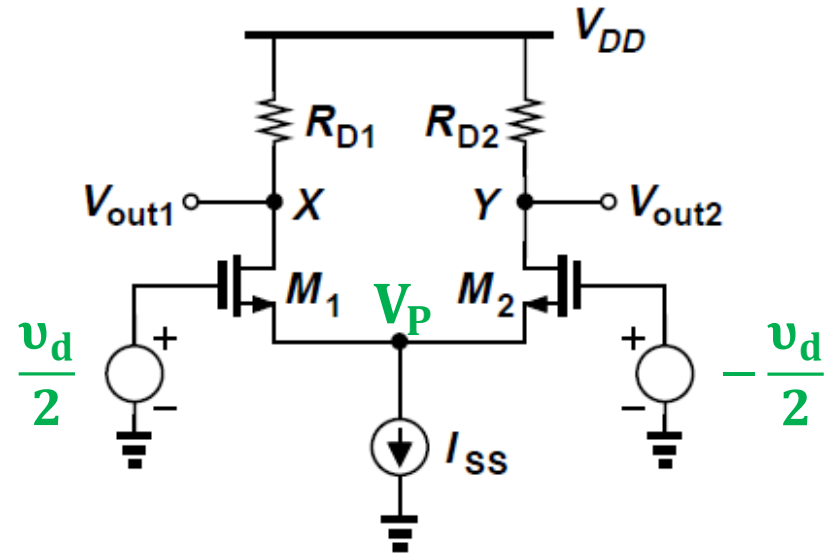 V_DD
R_D1
R_D2
V_out1
X
Y
V_out2
M_1
V_P
M_2
υ_d/2
+
−
+
−
−υ_d/2
I_SS